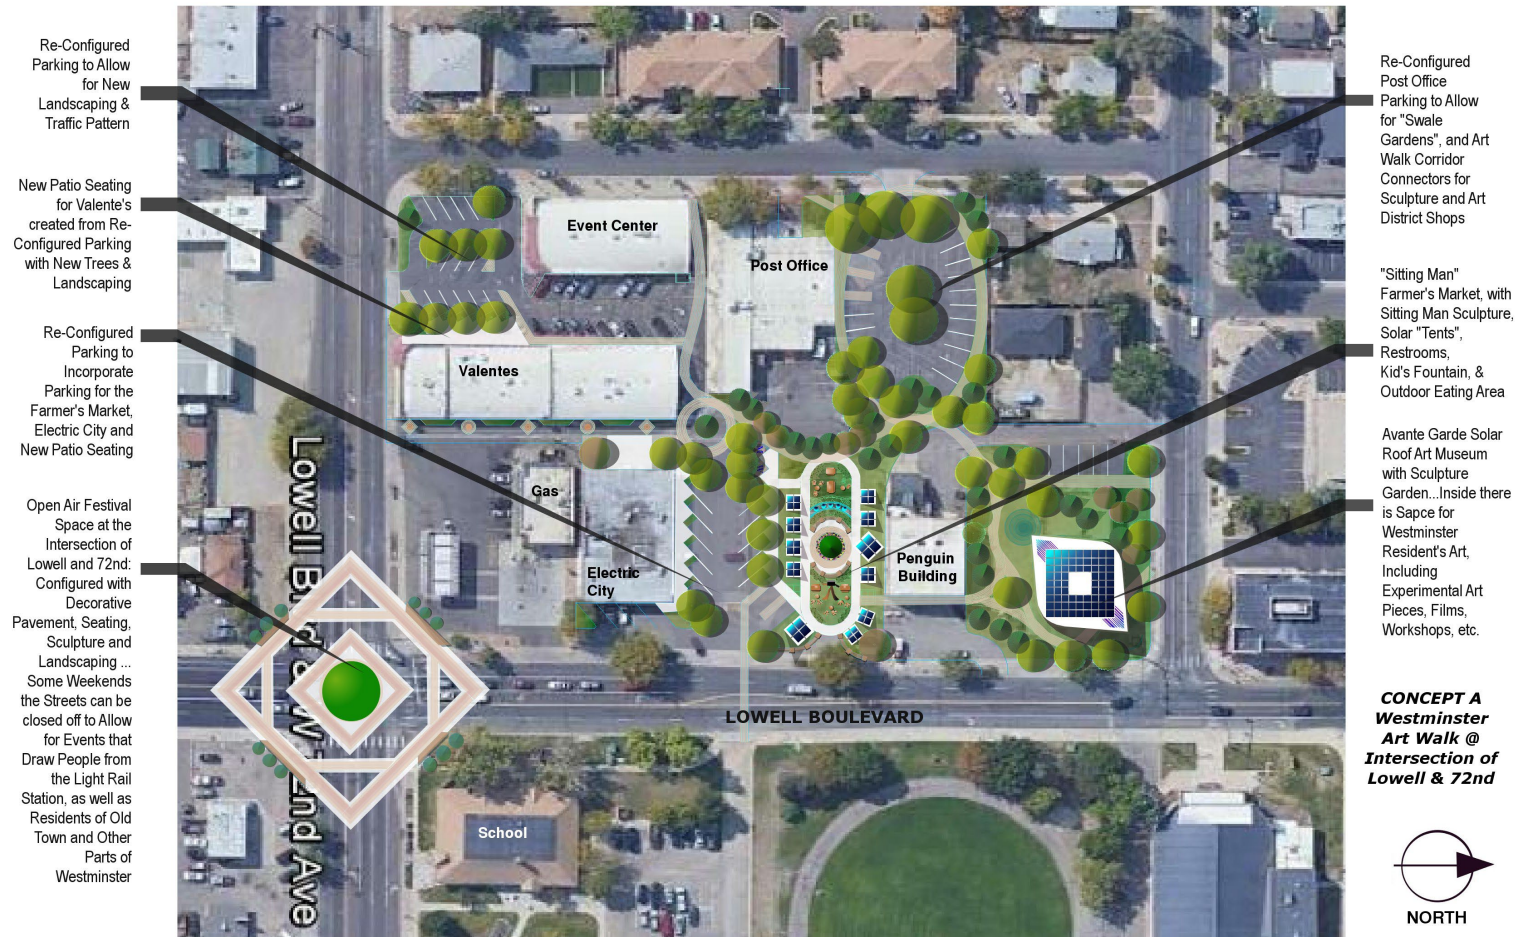 Re-Configured
Parking to Allow
for New
Landscaping &
Traffic Pattern
New Patio Seating
for Valente's
created from Re-
Configured Parking
with New Trees &
Landscaping
Re-Configured
Parking to
Incorporate
Parking for the
Farmer's Market,
Electric City and
New Patio Seating
Open Air Festival
Space at the
Intersection of
Lowell and 72nd:
Configured with
Decorative
Pavement, Seating,
Sculpture and
Landscaping ...
Some Weekends
the Streets can be
closed off to Allow
for Events that
Draw People from
the Light Rail
Station, as well as
Residents of Old
Town and Other
Parts of
Westminster
Event Center
Post Office
Valentes
Gas
Electric
City
Penguin
Building
School
LOWELL BOULEVARD
Lowell Blvd & W 72nd Ave
Re-Configured
Post Office
Parking to Allow
for "Swale
Gardens", and Art
Walk Corridor
Connectors for
Sculpture and Art
District Shops
"Sitting Man"
Farmer's Market, with
Sitting Man Sculpture,
Solar "Tents",
Restrooms,
Kid's Fountain, &
Outdoor Eating Area
Avante Garde Solar
Roof Art Museum
with Sculpture
Garden...Inside there
is Sapce for
Westminster
Resident's Art,
Including
Experimental Art
Pieces, Films,
Workshops, etc.
CONCEPT A
Westminster
Art Walk @
Intersection of
Lowell & 72nd
NORTH